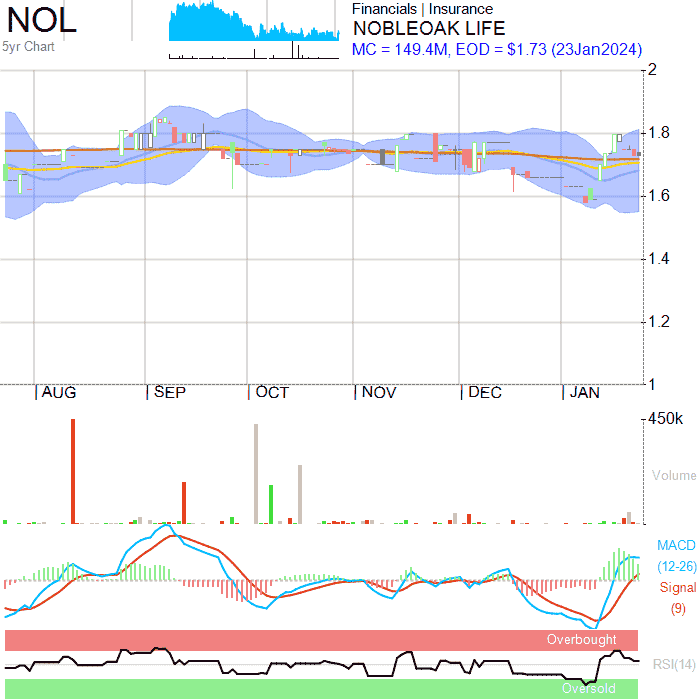 NOL
5yr Chart
Financials | Insurance
NOBLEOAK LIFE
MC = 149.4M, EOD = $1.73 (23Jan2024)
2
1.8
1.6
1.4
1.2
1
AUG SEP OCT NOV DEC JAN
450k
Volume
MACD
(12-26)
Signal
(9)
Overbought
RSI(14)
Oversold